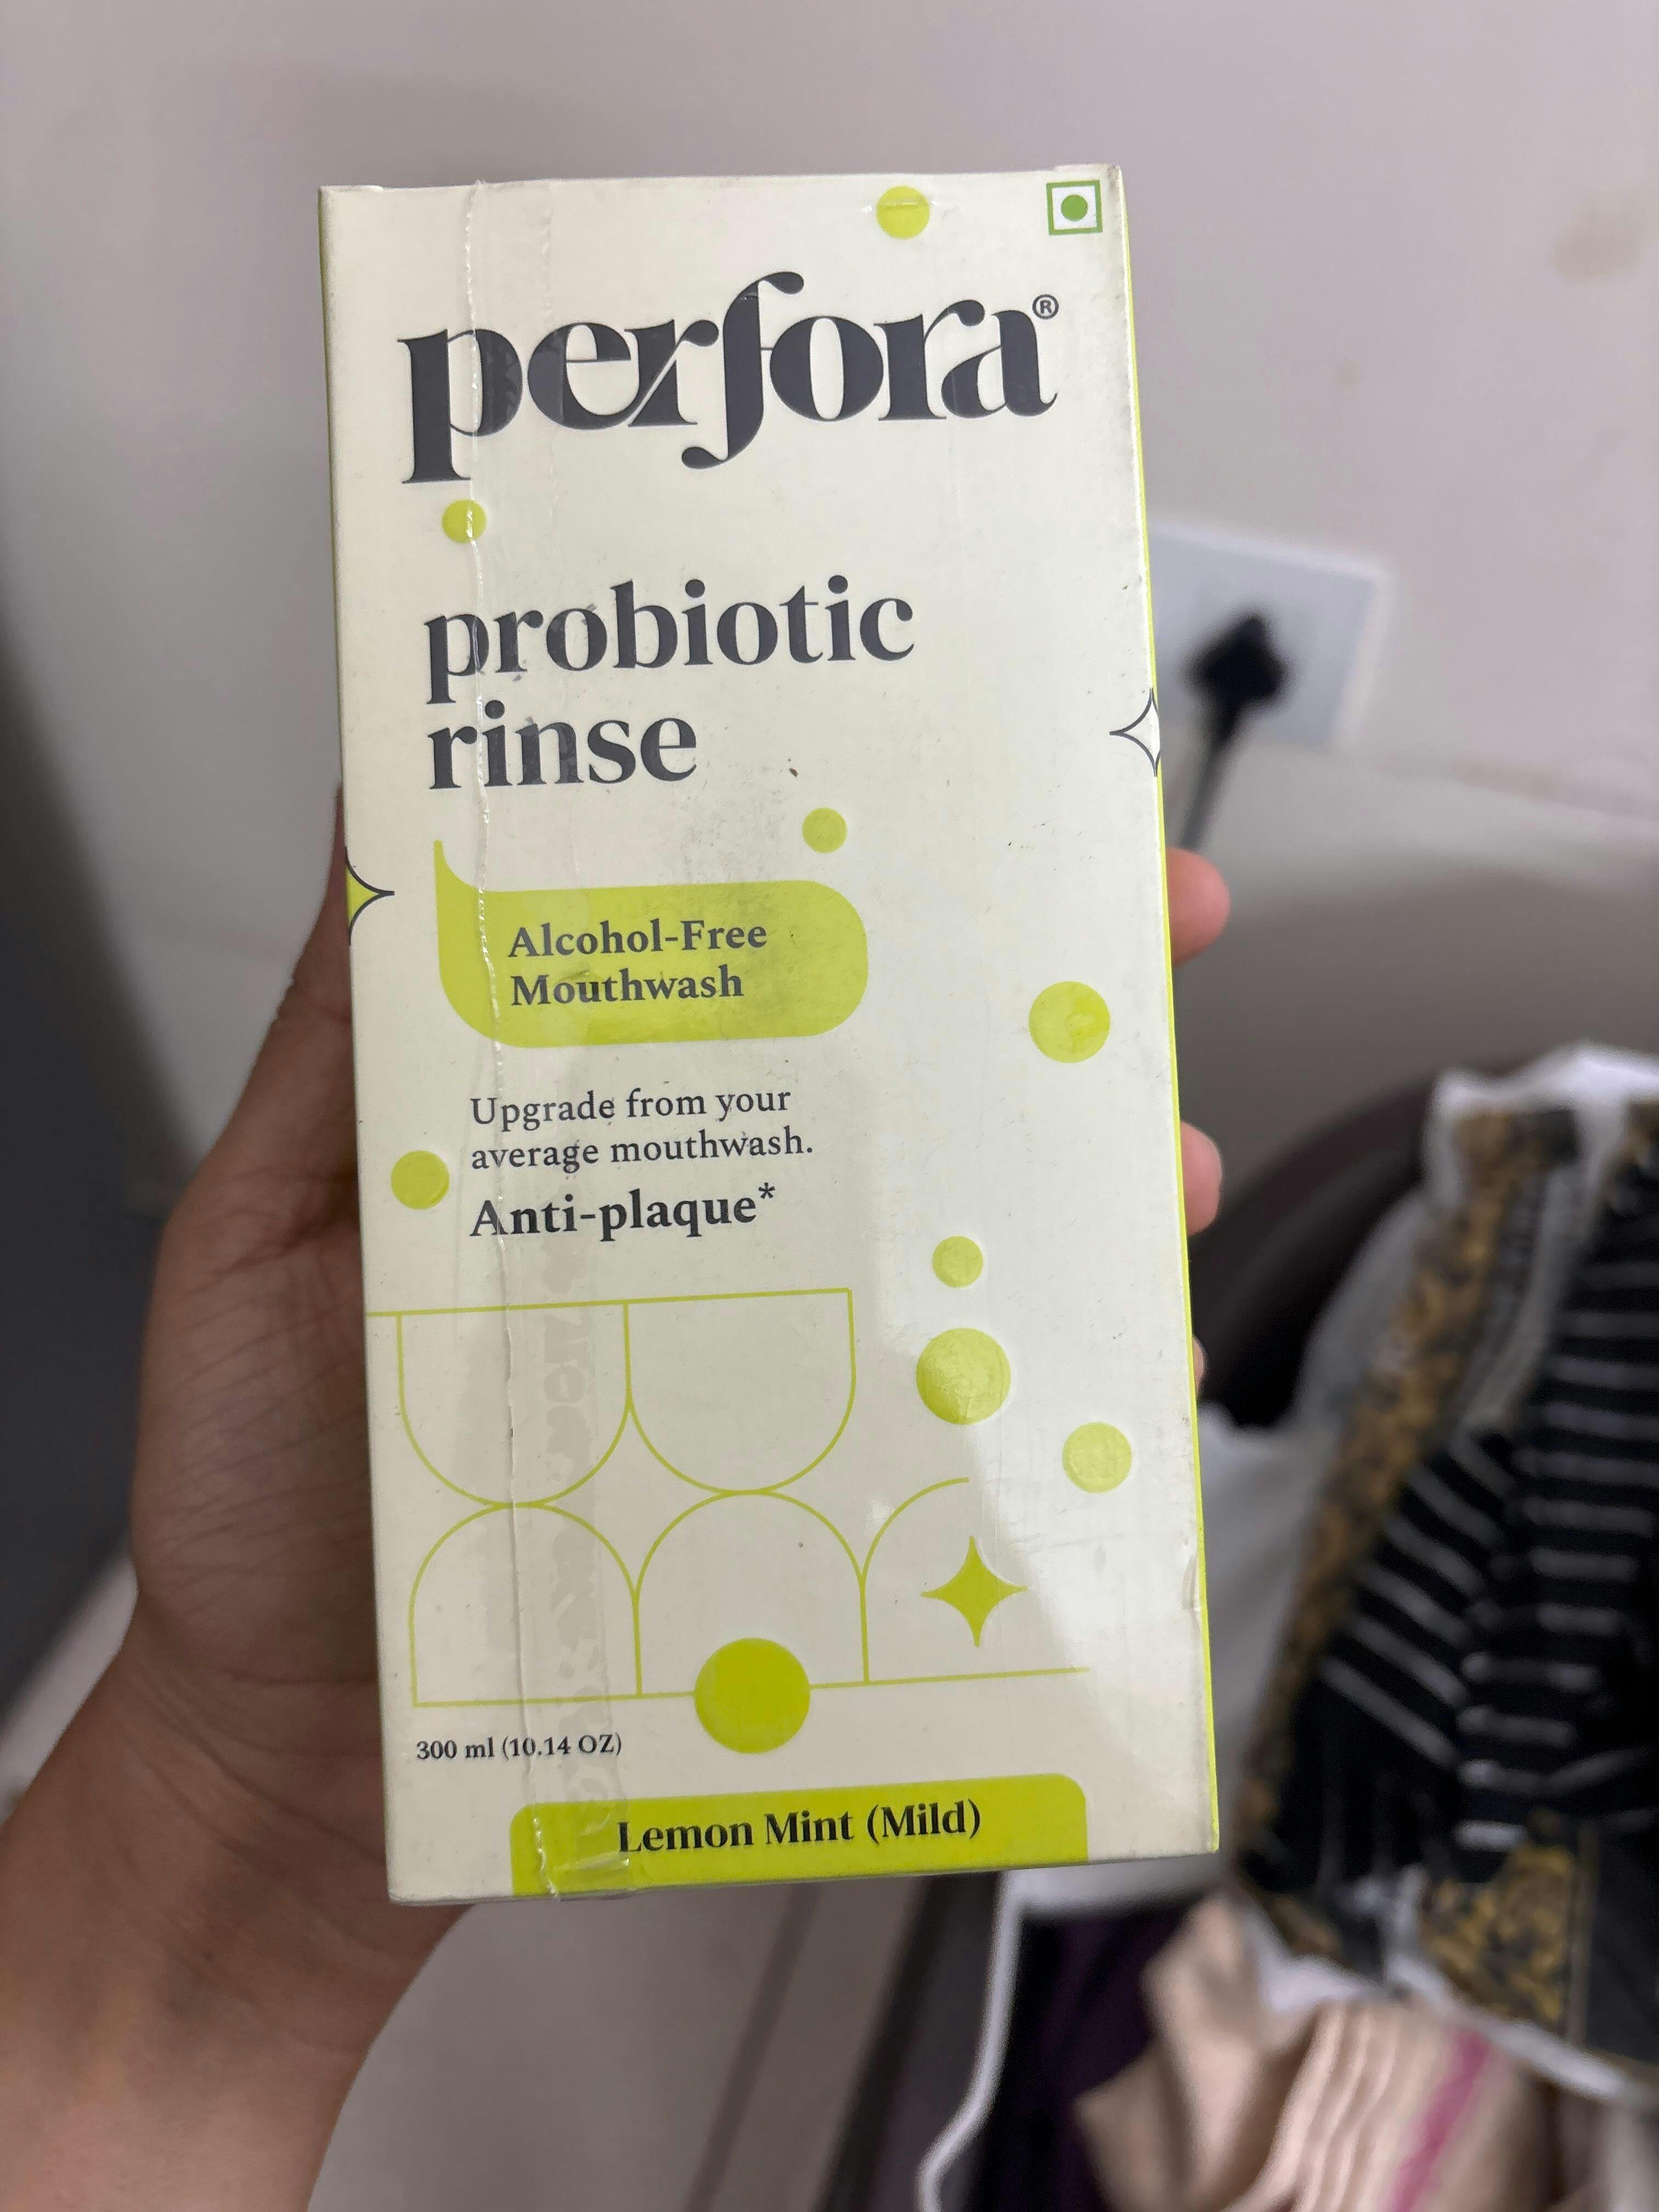 perfora®
probiotic
rinse
Alcohol-Free
Mouthwash
Upgrade from your
average mouthwash.
Anti-plaque*
300 ml (10.14 OZ)
Lemon Mint (Mild)